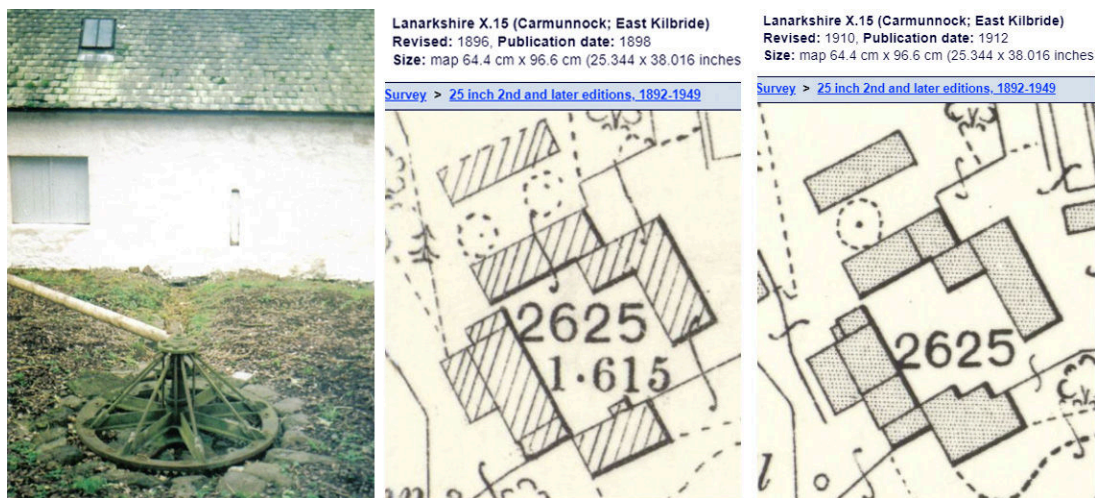 Lanarkshire X.15 (Carmunnock; East Kilbride)
Revised: 1896, Publication date: 1898
Size: map 64.4 cm x 96.6 cm (25.344 x 38.016 inches
Survey > 25 inch 2nd and later editions, 1892-1949
2625
1·615
Lanarkshire X.15 (Carmunnock; East Kilbride)
Revised: 1910, Publication date: 1912
Size: map 64.4 cm x 96.6 cm (25.344 x 38.016 inches
Survey > 25 inch 2nd and later editions, 1892-1949
2625